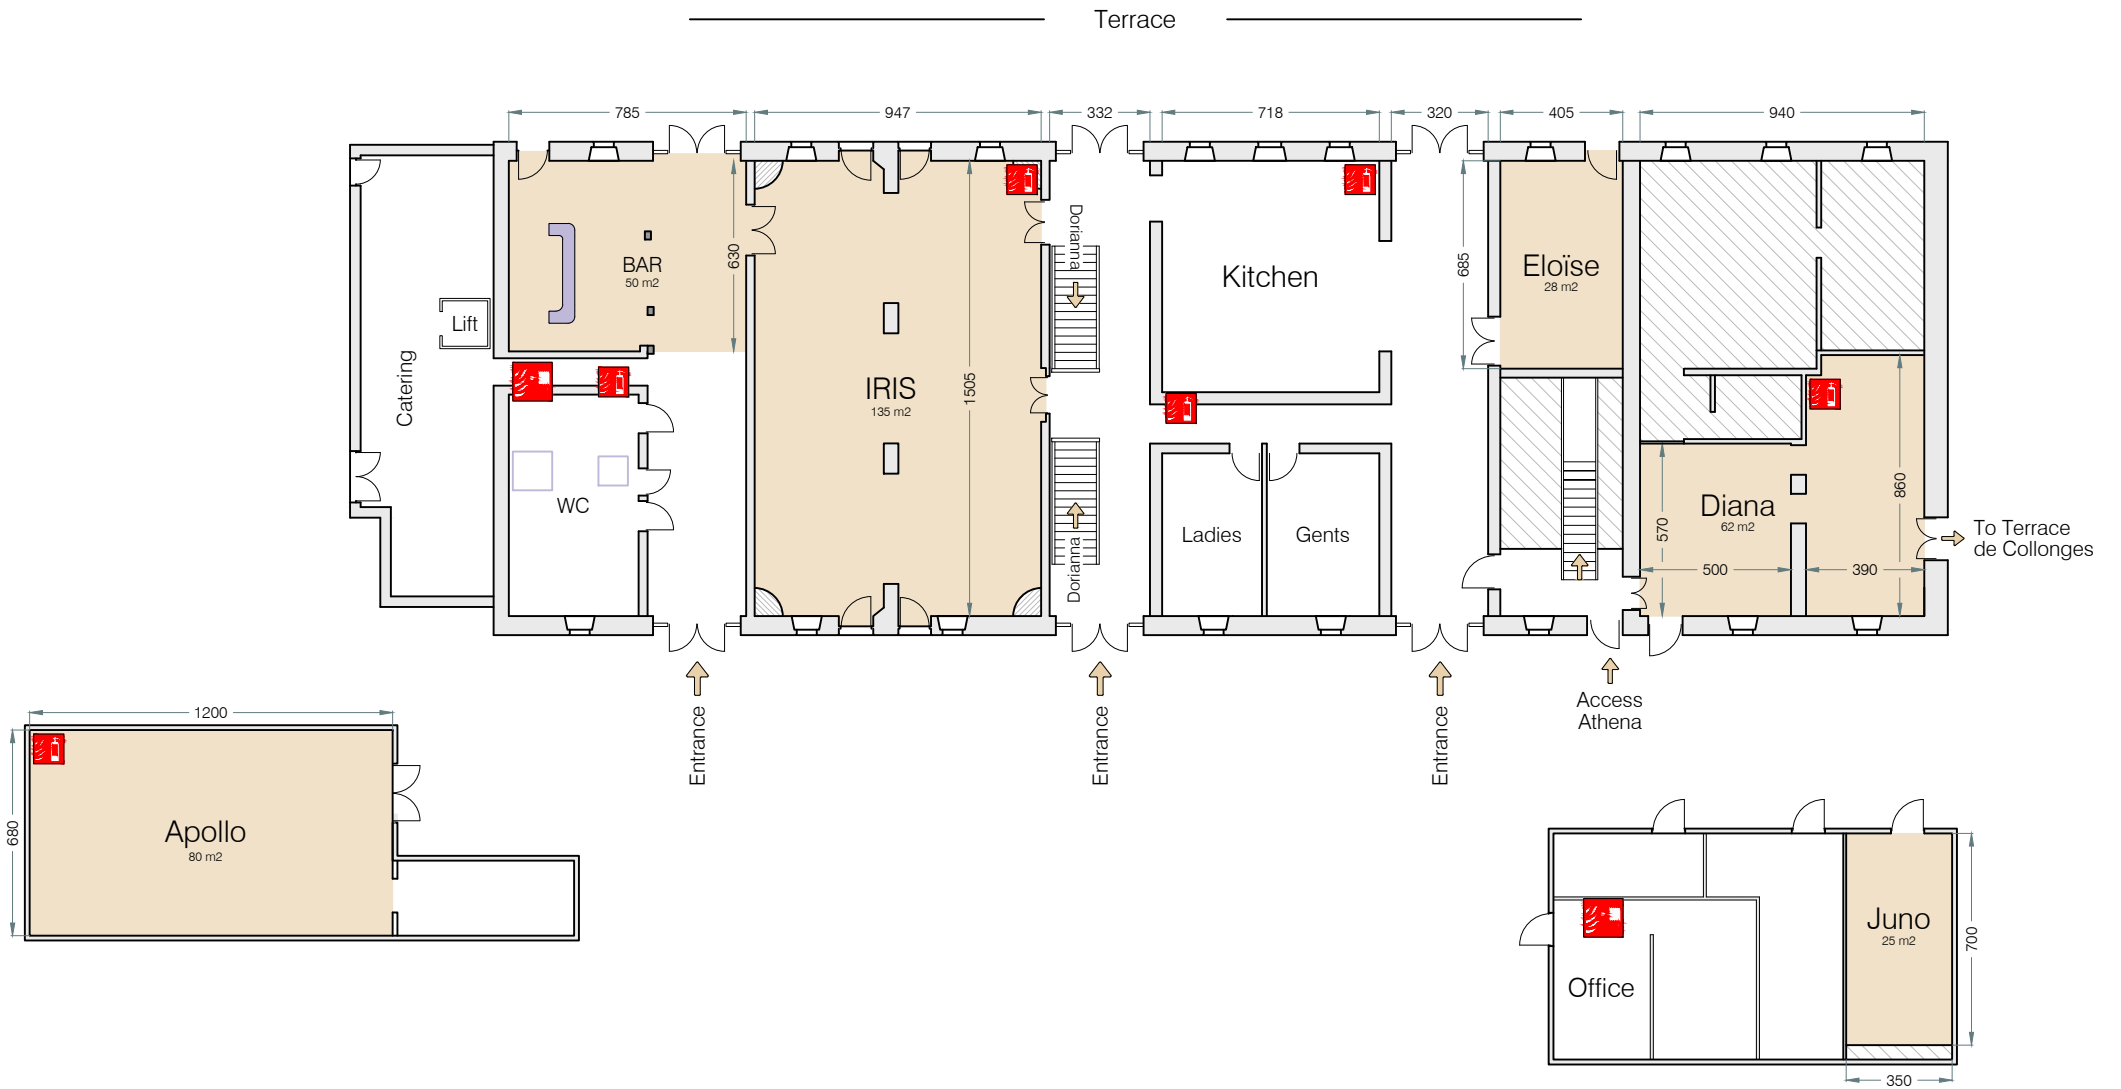 Terrace
785
947
332
718
320
405
940
Dorianna
630
685
BAR
50 m2
Kitchen
Eloïse
28 m2
Lift
Catering
IRIS
135 m2
1505
WC
Diana
62 m2
860
570
To Terrace
de Collonges
Ladies
Gents
Dorianna
500
390
Entrance
Entrance
Entrance
Access
Athena
1200
680
Apollo
80 m2
Juno
25 m2
700
Office
350